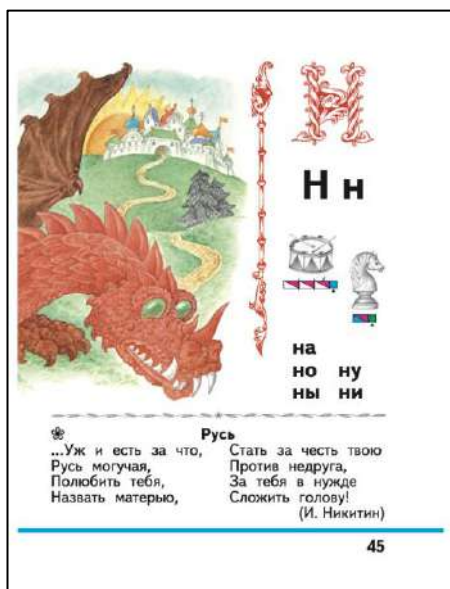 Н
Н н
на
но ну
ны ни
Русь
...Уж и есть за что,
Русь могучая,
Полюбить тебя,
Назвать матерью,
Стать за честь твою
Против недруга,
За тебя в нужде
Сложить голову!
(И. Никитин)
45